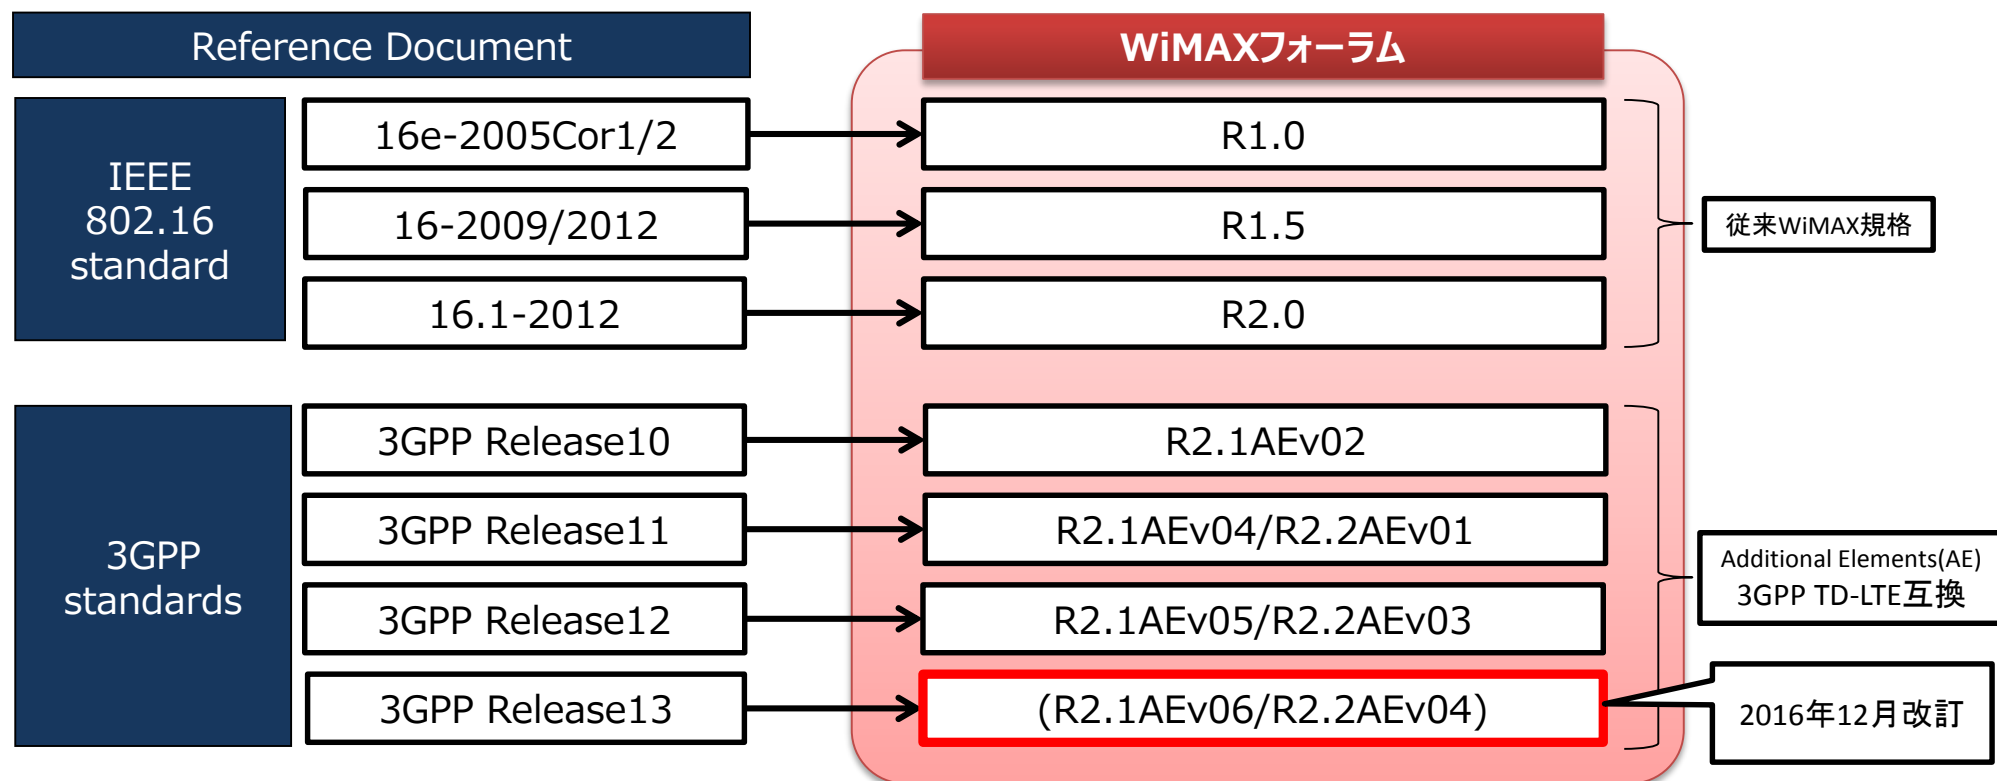 Reference Document
WiMAXフォーラム
IEEE
802.16
standard
16e-2005Cor1/2
R1.0
16-2009/2012
R1.5
従来WiMAX規格
16.1-2012
R2.0
3GPP
standards
3GPP Release10
R2.1AEv02
3GPP Release11
R2.1AEv04/R2.2AEv01
Additional Elements(AE)
3GPP TD-LTE互換
3GPP Release12
R2.1AEv05/R2.2AEv03
3GPP Release13
(R2.1AEv06/R2.2AEv04)
2016年12月改訂